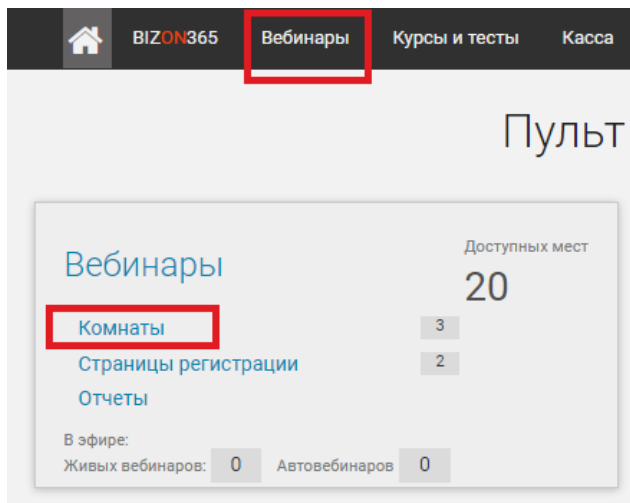 BIZON365 Вебинары Курсы и тесты Касса
Пульт
Вебинары
Доступных мест
20
Комнаты 3
Страницы регистрации 2
Отчеты
В эфире:
Живых вебинаров: 0 Автовебинаров 0